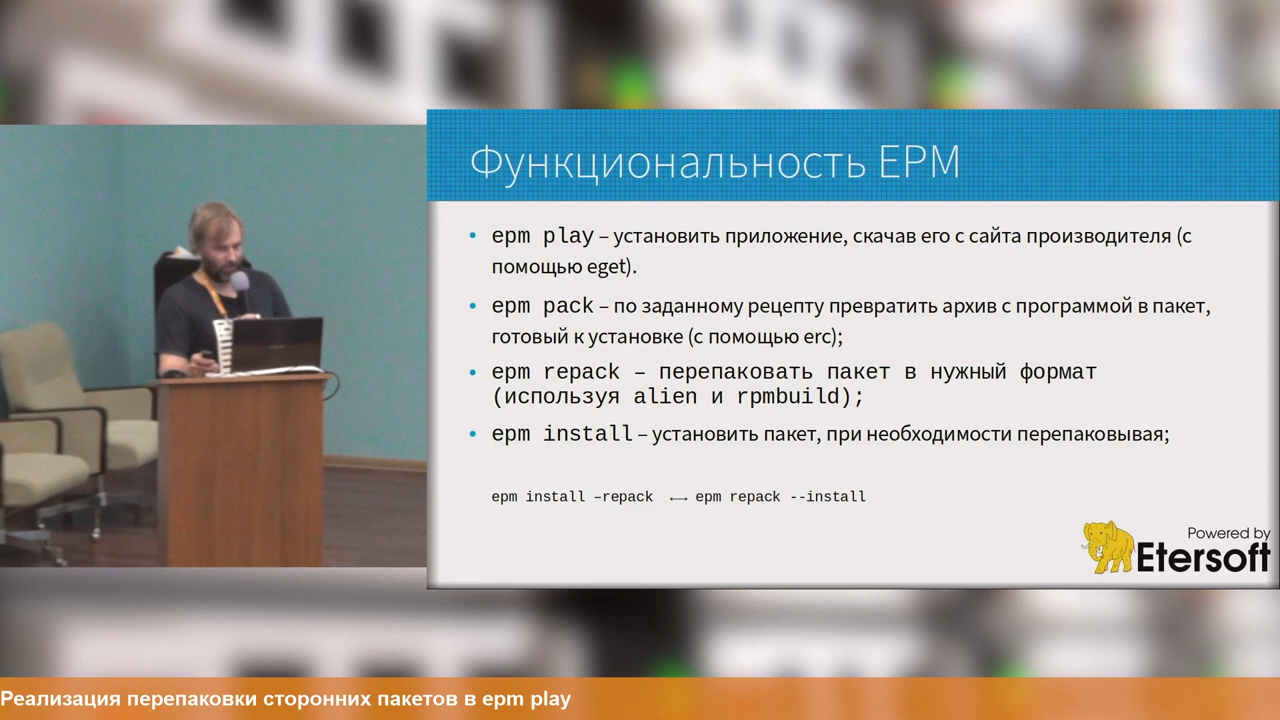 Функциональность EPM
• epm play – установить приложение, скачав его с сайта производителя (с
помощью eget).
• epm pack – по заданному рецепту превратить архив с программой в пакет,
готовый к установке (с помощью erc);
• epm repack – перепаковать пакет в нужный формат
(используя alien и rpmbuild);
• epm install – установить пакет, при необходимости перепаковывая;
epm install –repack ←→ epm repack --install
Powered by
Etersoft
Реализация перепаковки сторонних пакетов в epm play